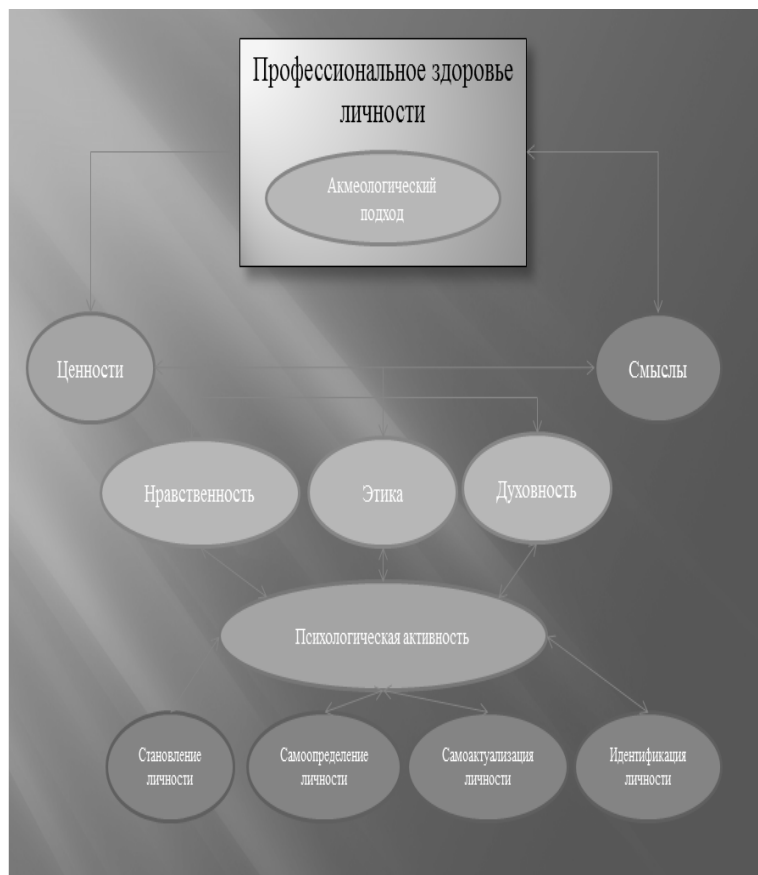 Профессиональное здоровье
личности
Акмеологический
подход
Ценности
Смыслы
Нравственность
Этика
Духовность
Психологическая активность
Становление
личности
Самоопределение
личности
Самоактуализация
личности
Идентификация
личности